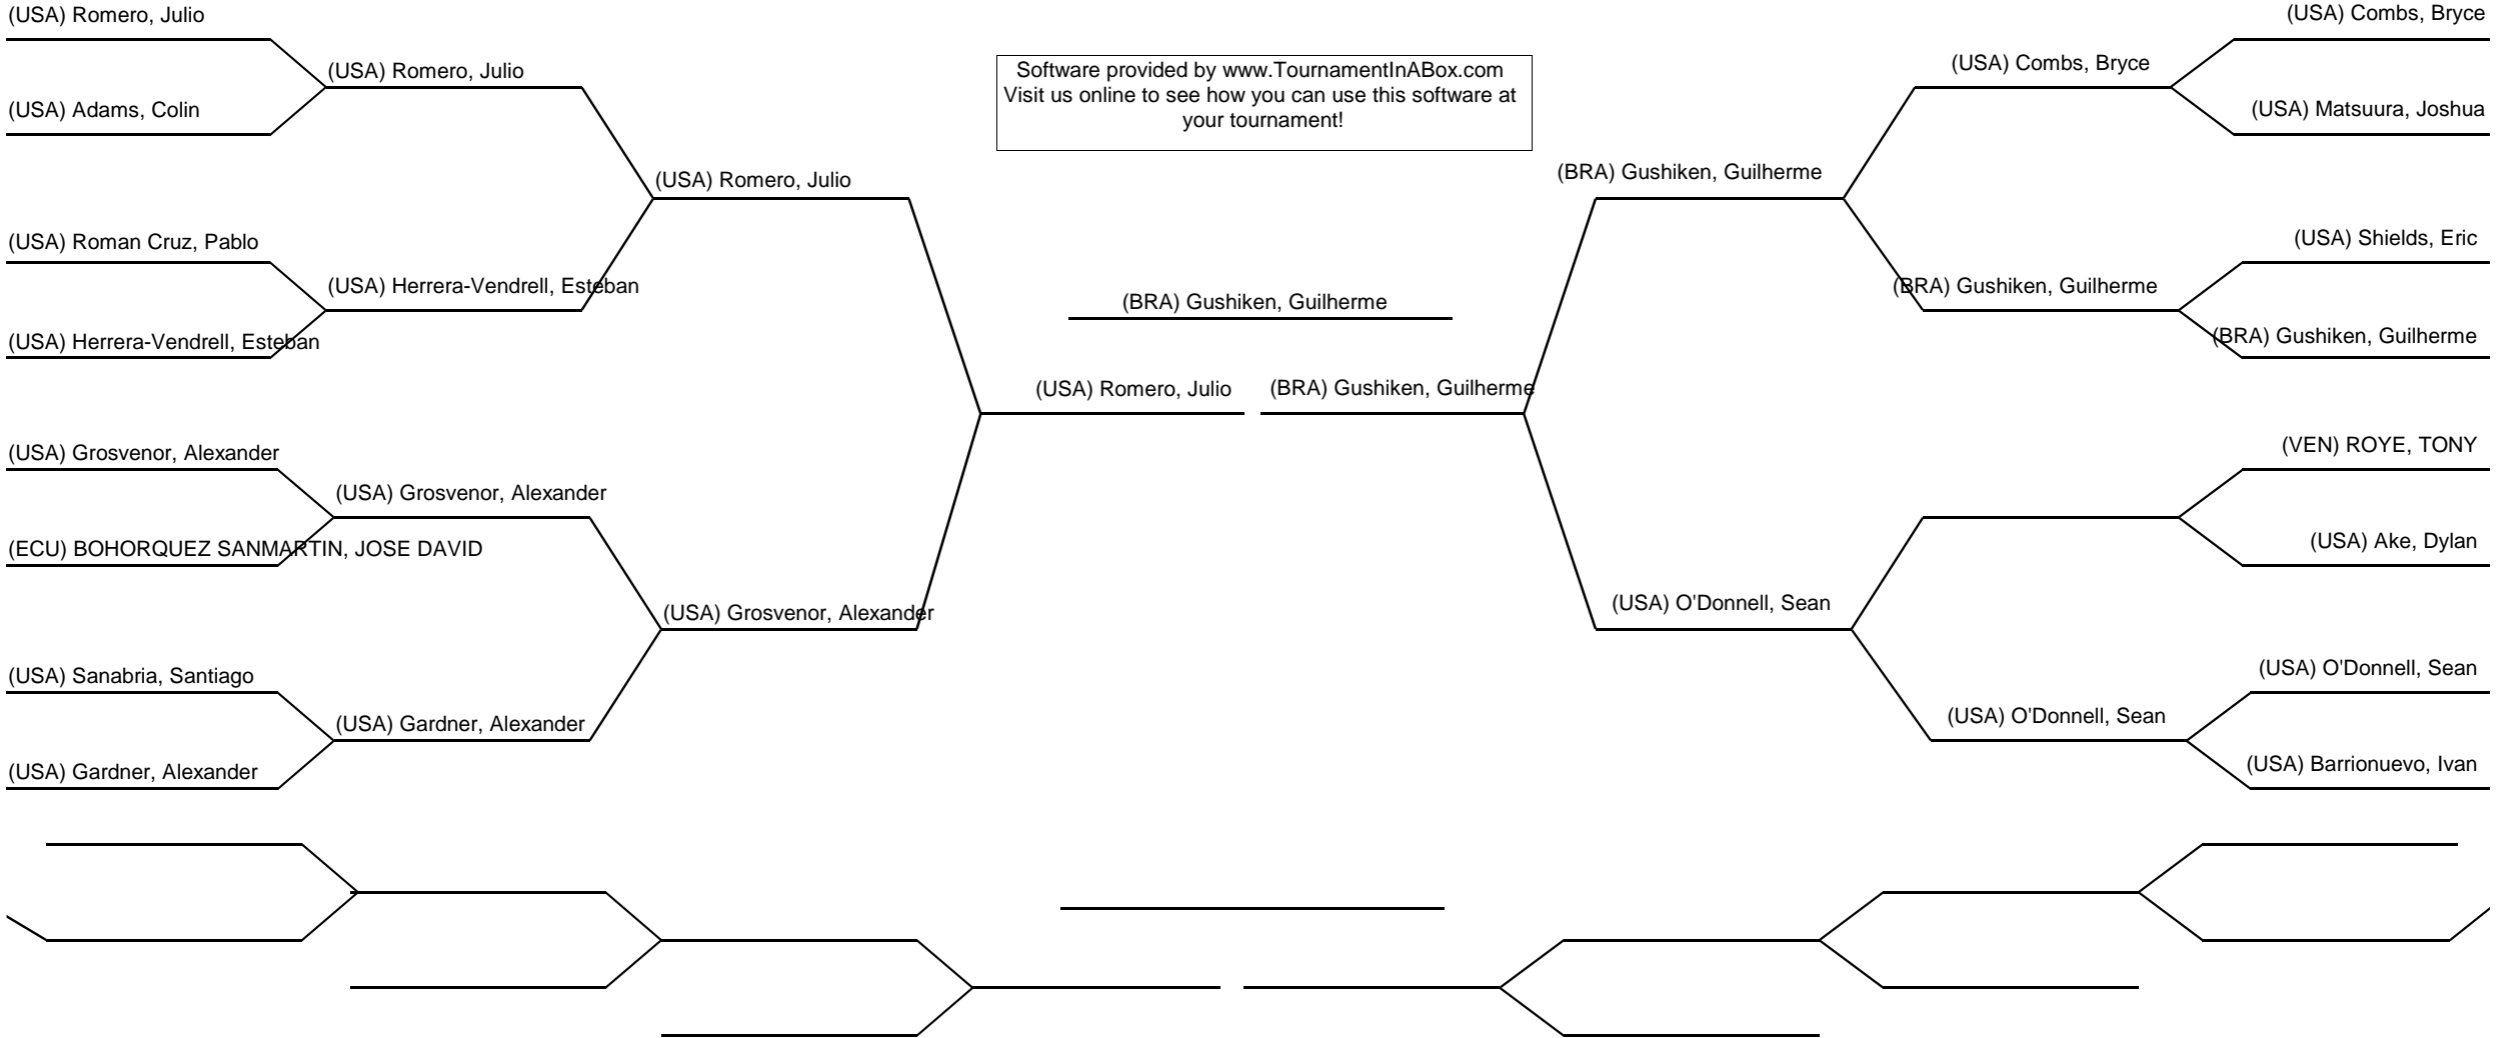 (USA) Romero, Julio
(USA) Adams, Colin
(USA) Roman Cruz, Pablo
(USA) Herrera-Vendrell, Esteban
(USA) Grosvenor, Alexander
(ECU) BOHORQUEZ SANMARTIN, JOSE DAVID
(USA) Sanabria, Santiago
(USA) Gardner, Alexander
(USA) Romero, Julio
(USA) Herrera-Vendrell, Esteban
(USA) Grosvenor, Alexander
(USA) Gardner, Alexander
(USA) Romero, Julio
(USA) Grosvenor, Alexander
Software provided by www.TournamentInABox.com
Visit us online to see how you can use this software at
your tournament!
(BRA) Gushiken, Guilherme
(USA) Romero, Julio
(BRA) Gushiken, Guilherme
(BRA) Gushiken, Guilherme
(USA) O'Donnell, Sean
(USA) Combs, Bryce
(BRA) Gushiken, Guilherme
(USA) O'Donnell, Sean
(USA) Combs, Bryce
(USA) Matsuura, Joshua
(USA) Shields, Eric
(BRA) Gushiken, Guilherme
(VEN) ROYE, TONY
(USA) Ake, Dylan
(USA) O'Donnell, Sean
(USA) Barrionuevo, Ivan